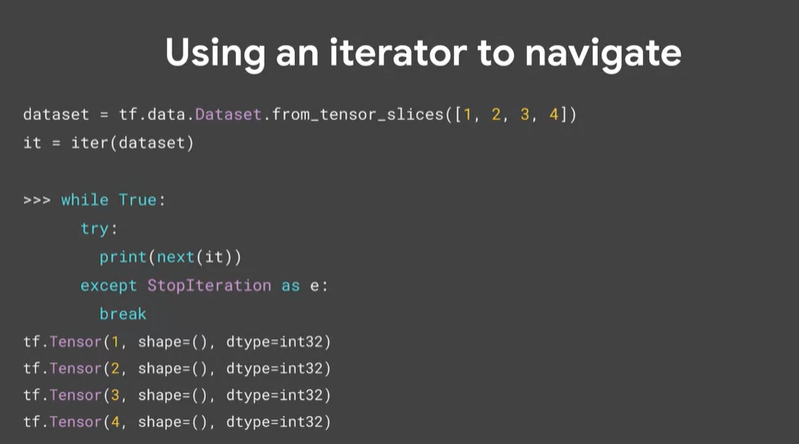 Using an iterator to navigate
dataset = tf.data.Dataset.from_tensor_slices([1, 2, 3, 4])
it = iter(dataset)
>>> while True:
try:
print(next(it))
except StopIteration as e:
break
tf.Tensor(1, shape=(), dtype=int32)
tf.Tensor(2, shape=(), dtype=int32)
tf.Tensor(3, shape=(), dtype=int32)
tf.Tensor(4, shape=(), dtype=int32)